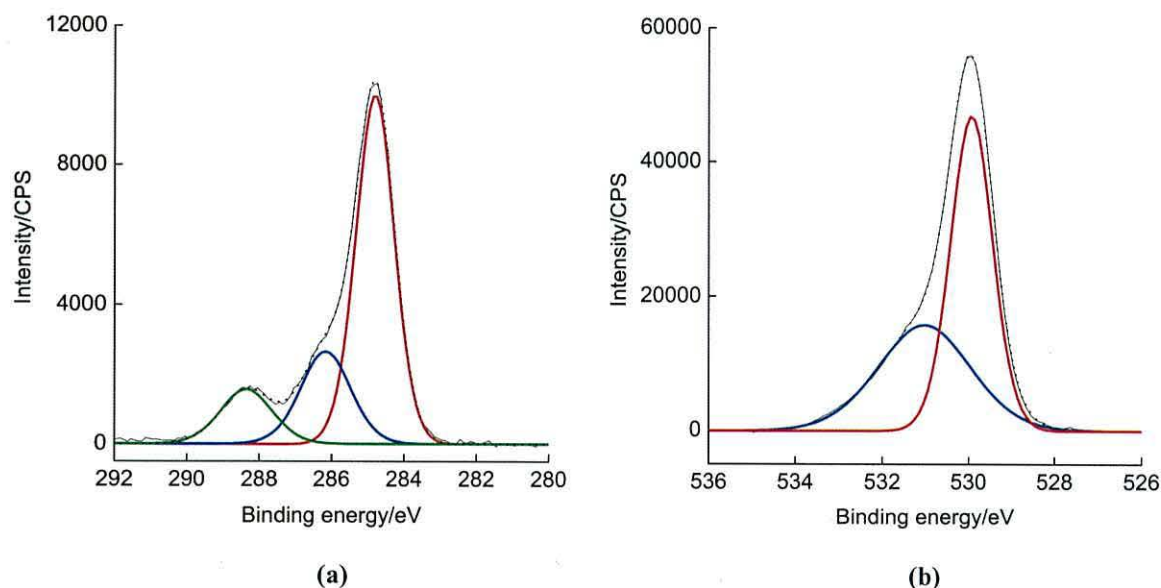 12000
8000
4000
0
Intensity/CPS
292 290 288 286 284 282 280
Binding energy/eV
(a)
60000
40000
20000
0
Intensity/CPS
536 534 532 530 528 526
Binding energy/eV
(b)